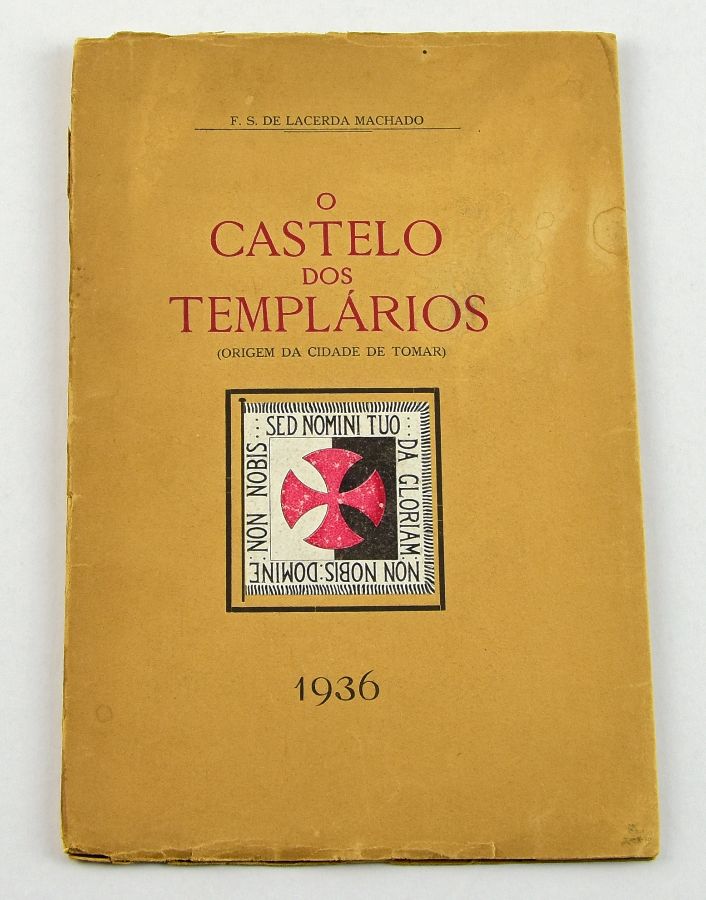 F. S. DE LACERDA MACHADO
O
CASTELO
DOS
TEMPLÁRIOS
(ORIGEM DA CIDADE DE TOMAR)
NON NOBIS ⁝
SED NOMINI TUO ⁝
DA GLORIAM:
NON NOBIS: DOMINE:
1936